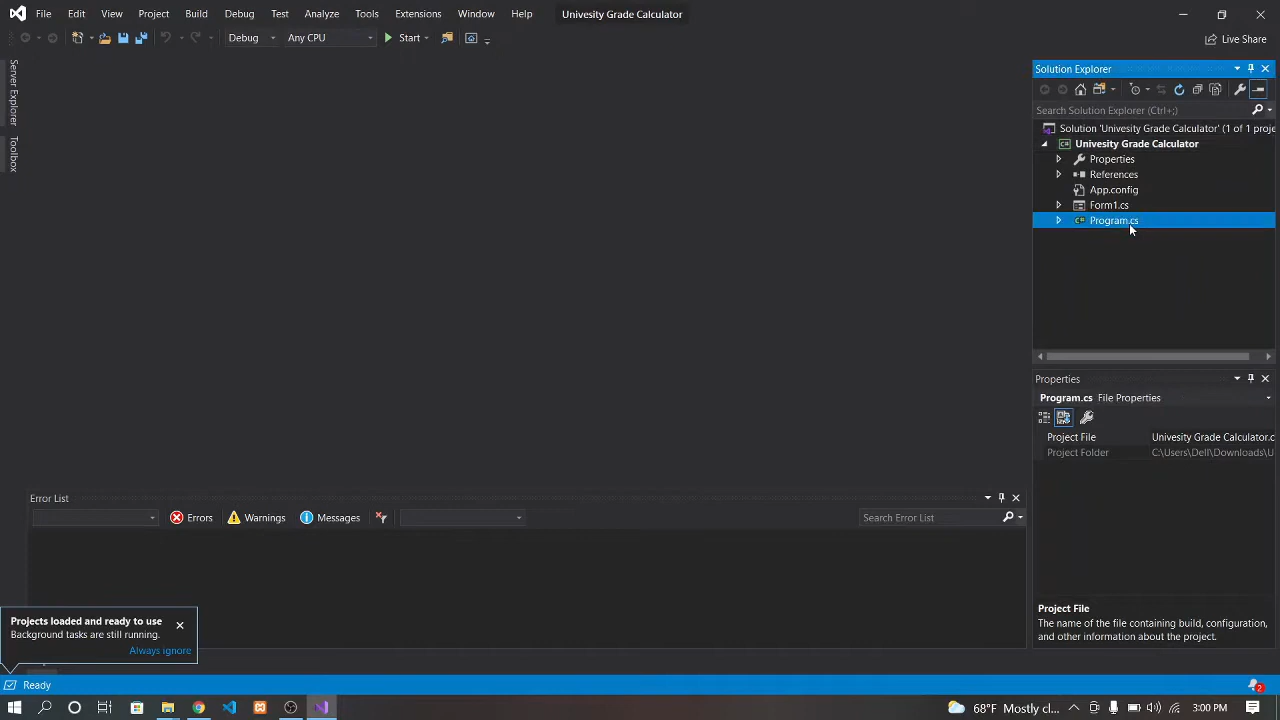 File Edit View Project Build Debug Test Analyze Tools Extensions Window Help Univesity Grade Calculator
Debug Any CPU Start Live Share
Server Explorer
Toolbox
Solution Explorer
Search Solution Explorer (Ctrl+;)
Solution 'Univesity Grade Calculator' (1 of 1 proje
Univesity Grade Calculator
Properties
References
App.config
Form1.cs
Program.cs
Properties
Program.cs File Properties
Project File Univesity Grade Calculator.c
Project Folder C:\Users\Dell\Downloads\U
Project File
The name of the file containing build, configuration,
and other information about the project.
Error List
Errors Warnings Messages Search Error List
Projects loaded and ready to use
Background tasks are still running.
Always ignore
Ready 2
68°F Mostly cl... 3:00 PM